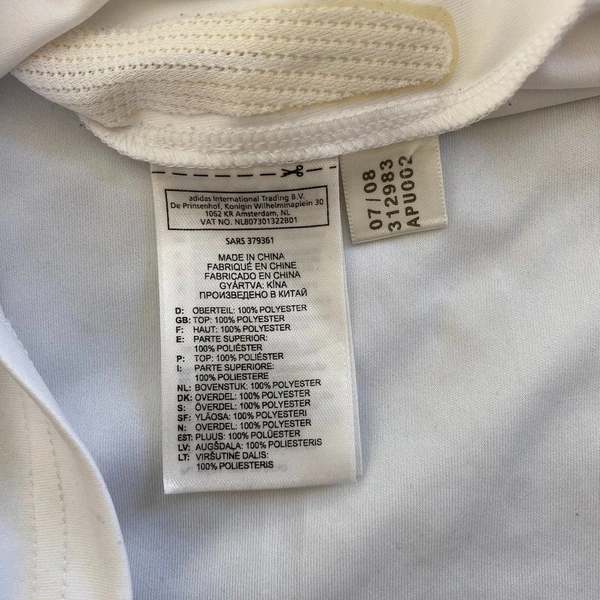 adidas International Trading B.V.
De Prinsenhof, Konigin Wilhelminaplein 30
1062 KR Amsterdam, NL
VAT NO. NL807301322B01
SARS 379361
MADE IN CHINA
FABRIQUÉ EN CHINE
FABRICADO EN CHINA
GYÁRTVA: KÍNA
ПРОИЗВЕДЕНО В КИТАЙ
D: OBERTEIL: 100% POLYESTER
GB: TOP: 100% POLYESTER
F: HAUT: 100% POLYESTER
E: PARTE SUPERIOR:
100% POLIÉSTER
P: TOP: 100% POLIÉSTER
I: PARTE SUPERIORE:
100% POLIESTERE
NL: BOVENSTUK: 100% POLYESTER
DK: OVERDEL: 100% POLYESTER
S: ÖVERDEL: 100% POLYESTER
SF: YLÄOSA: 100% POLYESTERI
N: OVERDEL: 100% POLYESTER
EST: PLUUS: 100% POLÜESTER
LV: AUGŠDAĻA: 100% POLIESTERIS
LT: VIRŠUTINĖ DALIS:
100% POLIESTERIS
07/08
312983
APU002